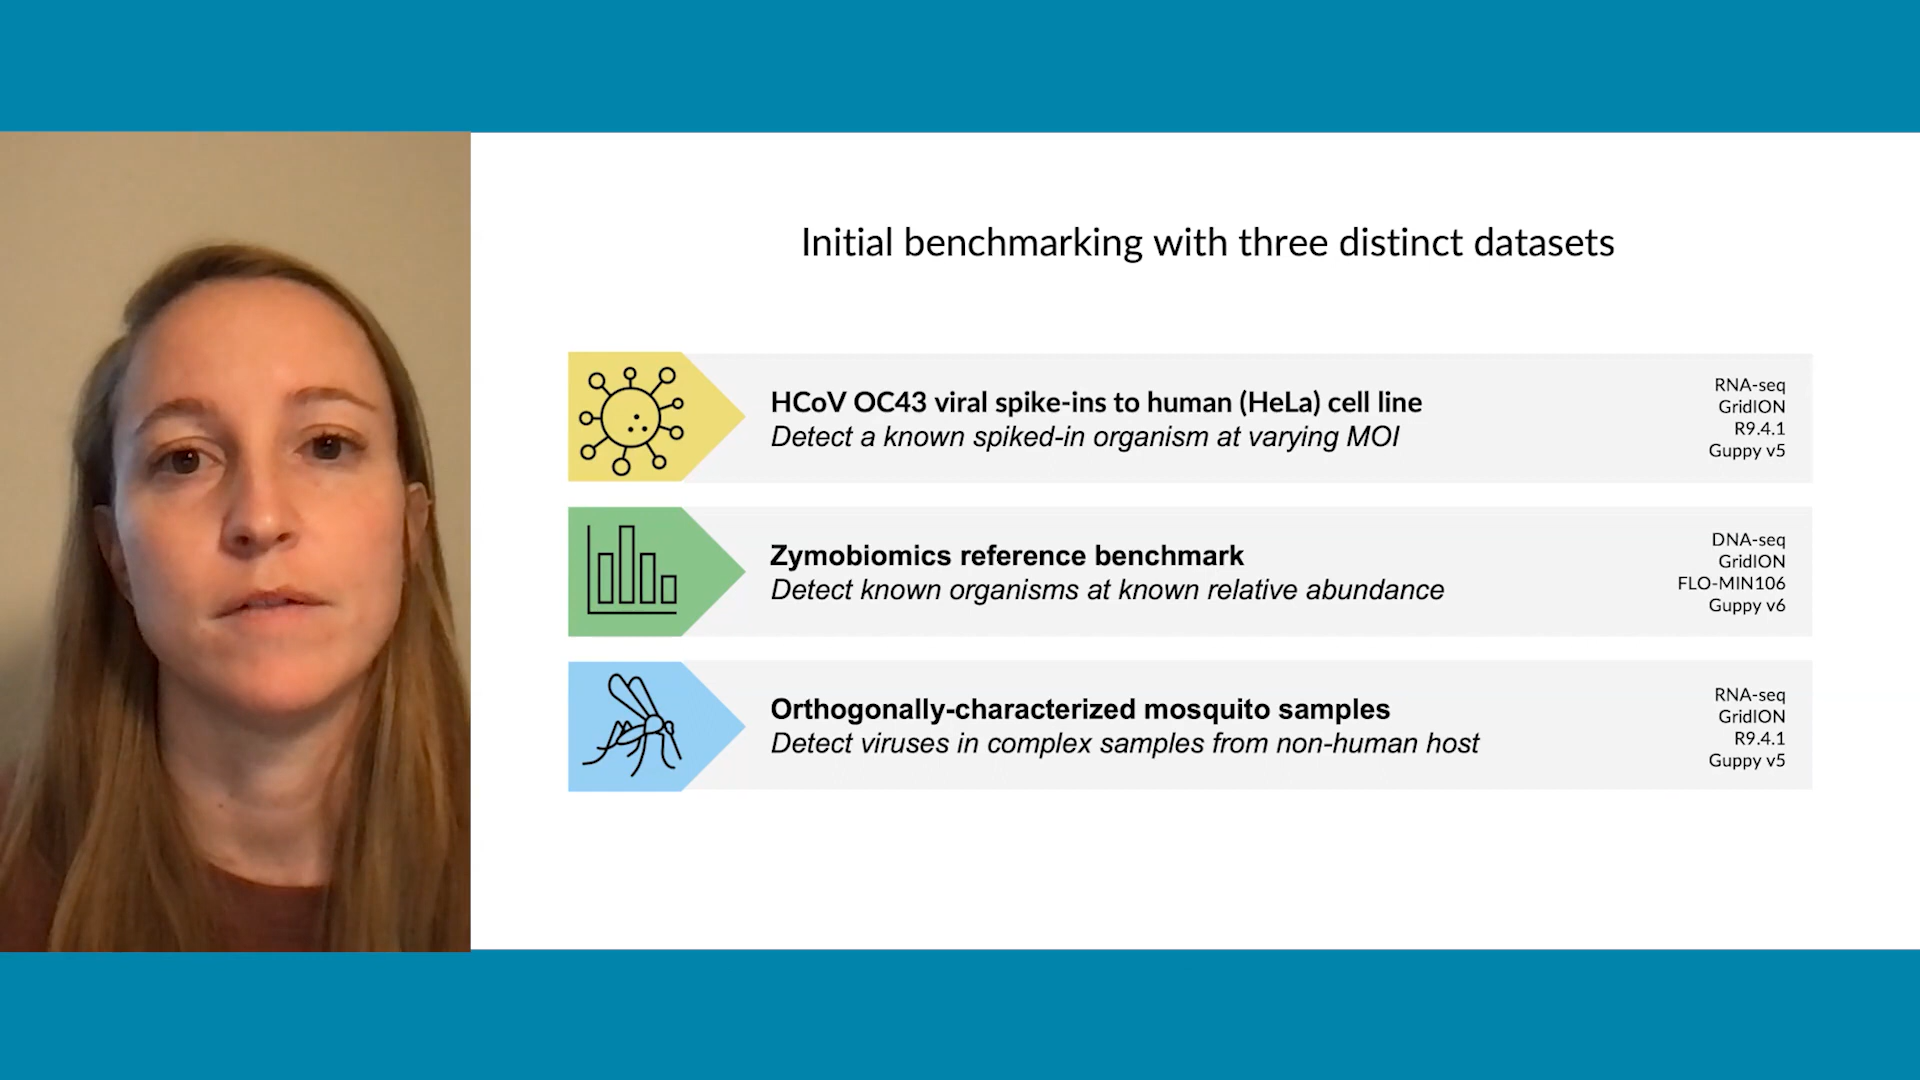 Initial benchmarking with three distinct datasets
HCoV OC43 viral spike-ins to human (HeLa) cell line
Detect a known spiked-in organism at varying MOI
RNA-seq
GridION
R9.4.1
Guppy v5
Zymobiomics reference benchmark
Detect known organisms at known relative abundance
DNA-seq
GridION
FLO-MIN106
Guppy v6
Orthogonally-characterized mosquito samples
Detect viruses in complex samples from non-human host
RNA-seq
GridION
R9.4.1
Guppy v5